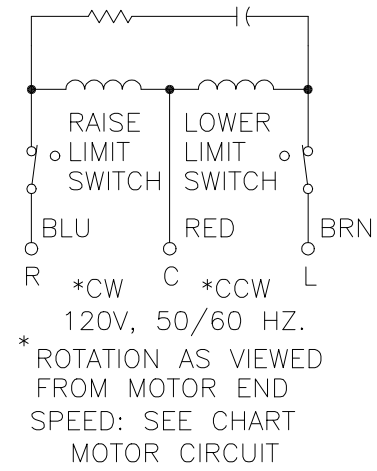 RAISE LOWER
LIMIT LIMIT
SWITCH SWITCH
BLU RED BRN
R C L
*CW *CCW
120V, 50/60 HZ.
* ROTATION AS VIEWED
FROM MOTOR END
SPEED: SEE CHART
MOTOR CIRCUIT